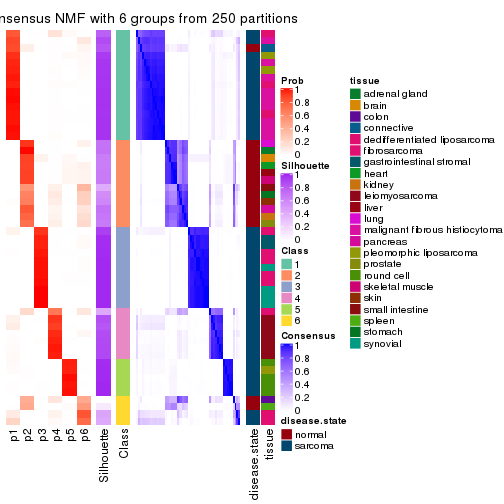 nsensus NMF with 6 groups from 250 partitions
p1
p2
p3
p4
p5
p6
Silhouette
Class
disease.state
tissue
Prob
1
0.8
0.6
0.4
0.2
0
Silhouette
1
0.8
0.6
0.4
0.2
0
Class
1
2
3
4
5
6
Consensus
1
0.8
0.6
0.4
0.2
0
disease.state
normal
sarcoma
tissue
adrenal gland
brain
colon
connective
dedifferentiated liposarcoma
fibrosarcoma
gastrointestinal stromal
heart
kidney
leiomyosarcoma
liver
lung
malignant fibrous histiocytoma
pancreas
pleomorphic liposarcoma
prostate
round cell
skeletal muscle
skin
small intestine
spleen
stomach
synovial